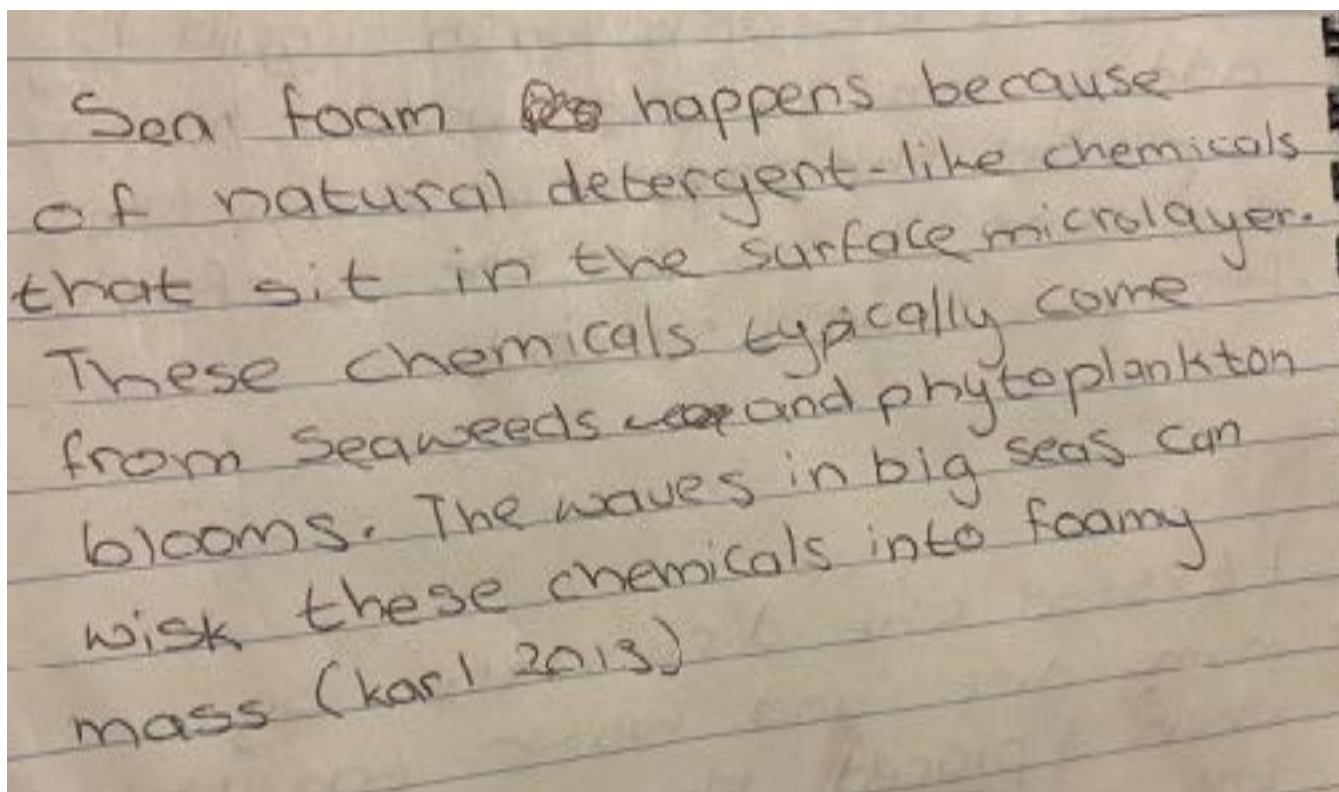 Sea foam happens because
of natural detergent-like chemicals
that sit in the surface microlayer.
These chemicals typically come
from seaweeds and phytoplankton
blooms. The waves in big seas can
wisk these chemicals into foamy
mass (karl 2013)